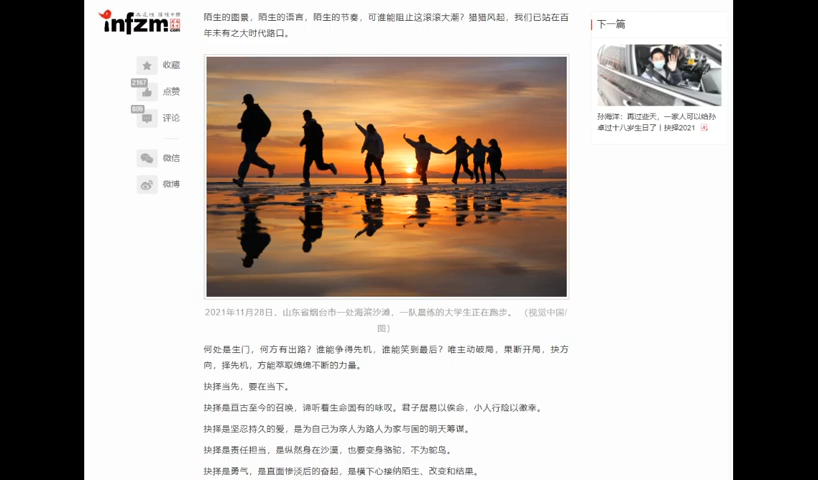 infzm
.com
收藏
2167
点赞
606
评论
微信
微博
陌生的图景，陌生的语言，陌生的节奏，可谁能阻止这滚滚大潮？猎猎风起，我们已站在百
年未有之大时代路口。
2021年11月28日，山东省烟台市一处海滨沙滩，一队晨练的大学生正在跑步。（视觉中国/
图）
何处是生门，何方有出路？谁能争得先机，谁能笑到最后？唯主动破局，果断开局，抉方
向，择先机，方能萃取绵绵不断的力量。
抉择当先，要在当下。
抉择是亘古至今的召唤，谛听着生命固有的咏叹。君子居易以俟命，小人行险以徼幸。
抉择是坚忍持久的爱，是为自己为亲人为路人为家与国的明天筹谋。
抉择是责任担当，是纵然身在沙漠，也要变身骆驼，不为鸵鸟。
抉择是勇气，是直面惨淡后的奋起，是横下心接纳陌生、改变和结果。
下一篇
孙海洋：再过些天，一家人可以给孙
卓过十八岁生日了丨抉择2021